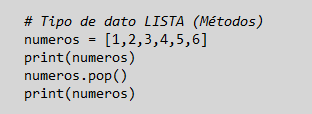 # Tipo de dato LISTA (Métodos)
numeros = [1,2,3,4,5,6]
print(numeros)
numeros.pop()
print(numeros)